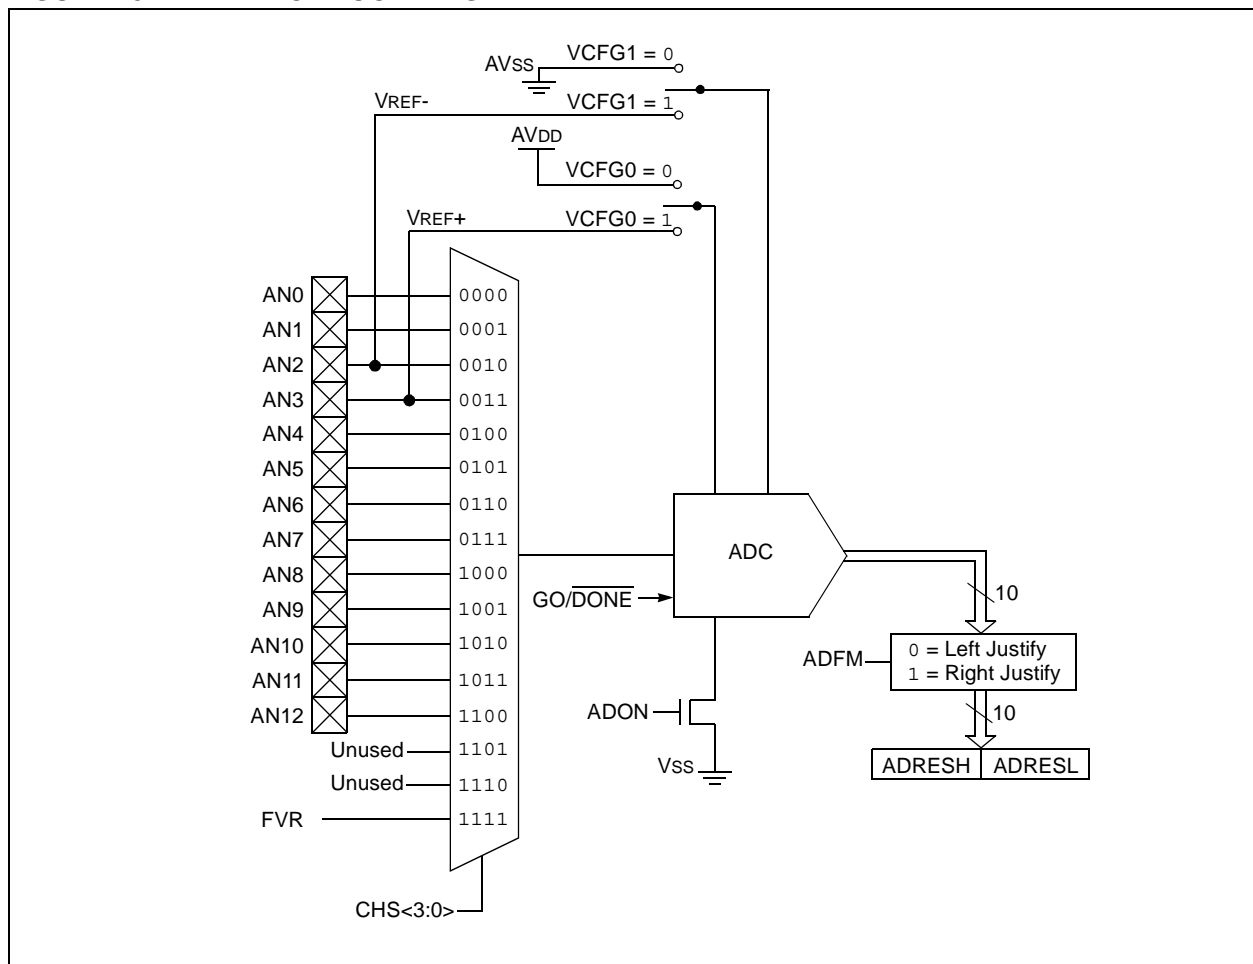 AVSS
VCFG1 = 0
VREF-
VCFG1 = 1
AVDD
VCFG0 = 0
VREF+
VCFG0 = 1
AN0
0000
AN1
0001
AN2
0010
AN3
0011
AN4
0100
AN5
0101
AN6
0110
AN7
0111
ADC
AN8
1000
GO/DONE
10
AN9
1001
AN10
1010
ADFM
0 = Left Justify
1 = Right Justify
AN11
1011
AN12
1100
ADON
10
Unused
1101
VSS
ADRESH
ADRESL
Unused
1110
FVR
1111
CHS<3:0>